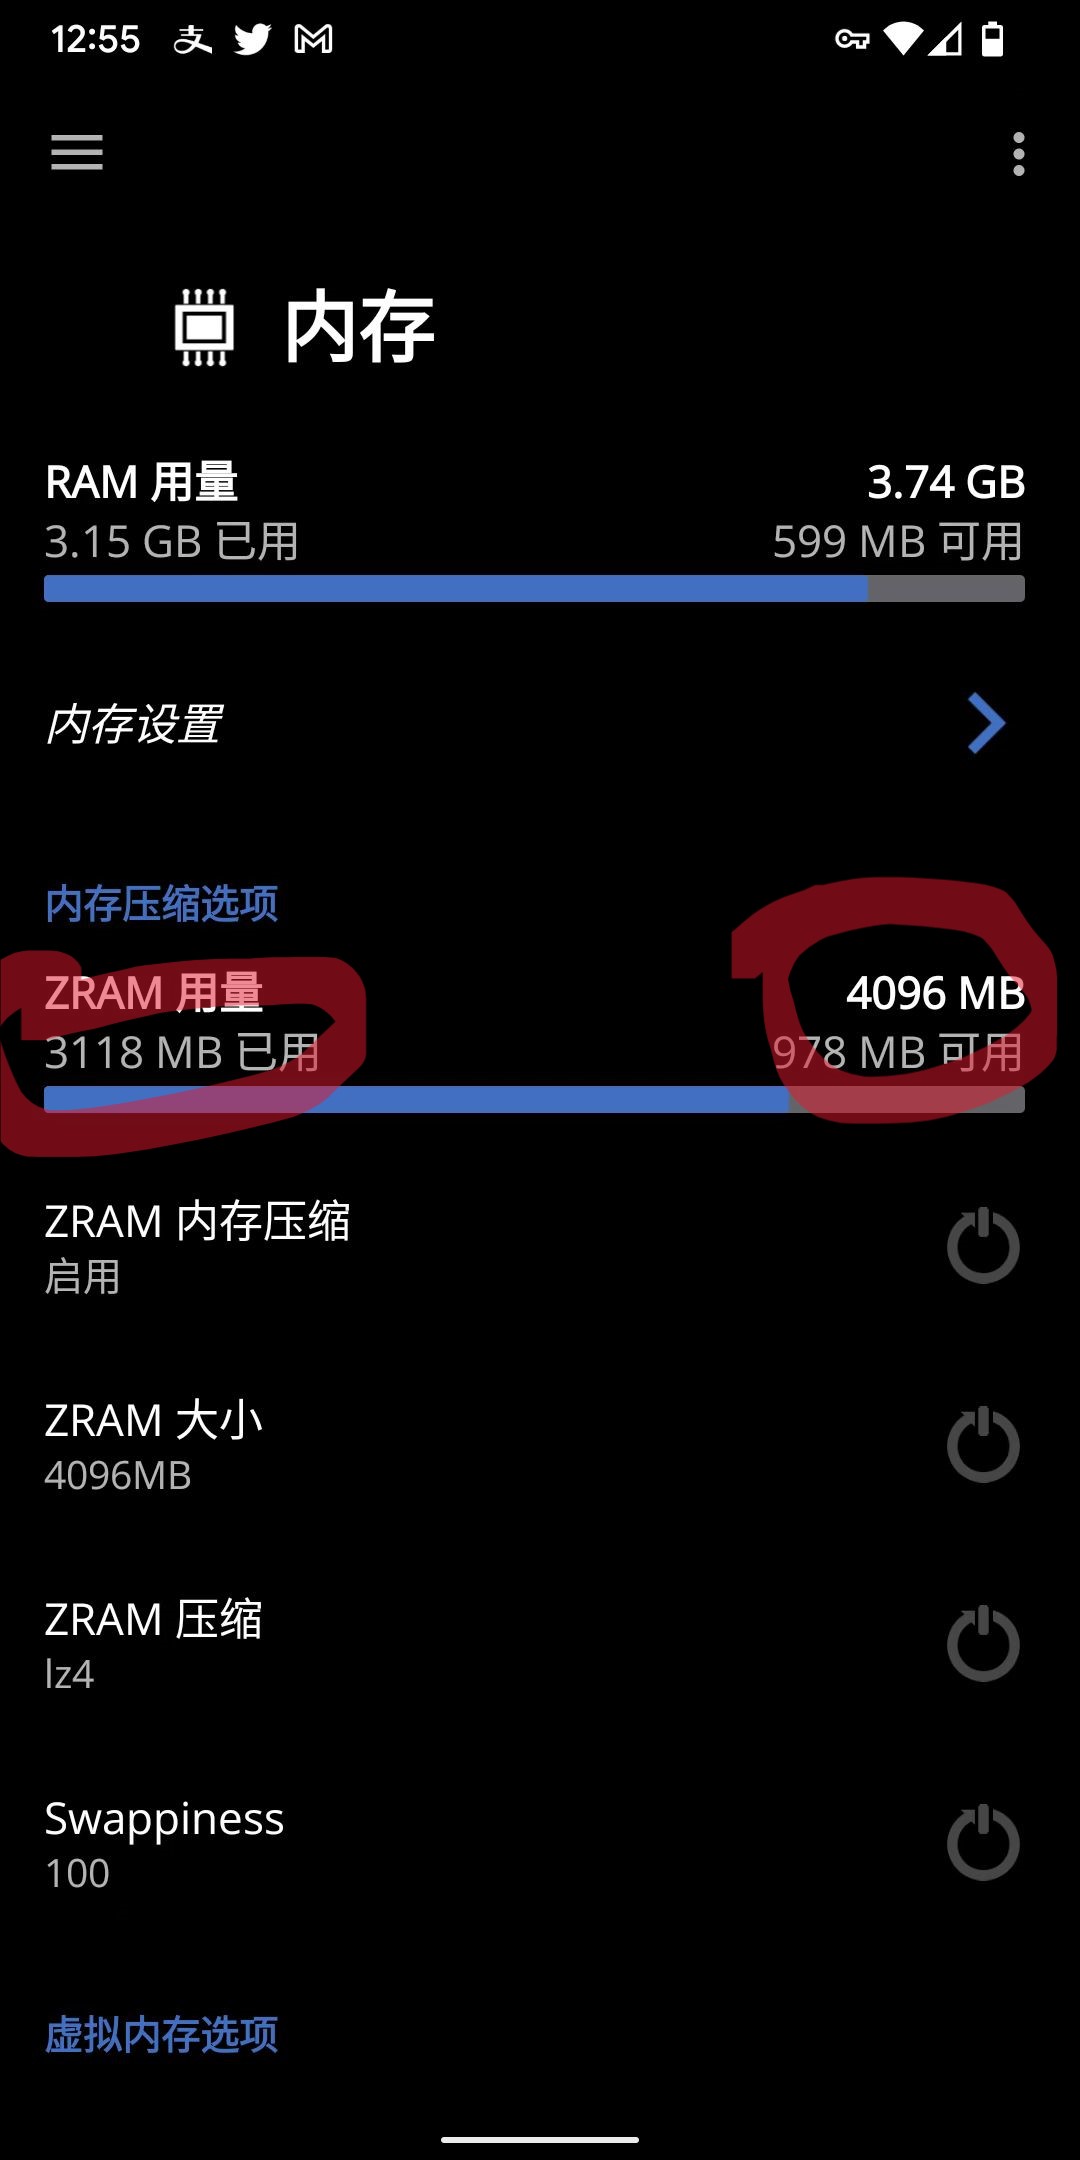 12:55
内存
RAM 用量 3.74 GB
3.15 GB 已用 599 MB 可用
内存设置
内存压缩选项
ZRAM 用量 4096 MB
3118 MB 已用 978 MB 可用
ZRAM 内存压缩
启用
ZRAM 大小
4096MB
ZRAM 压缩
lz4
Swappiness
100
虚拟内存选项